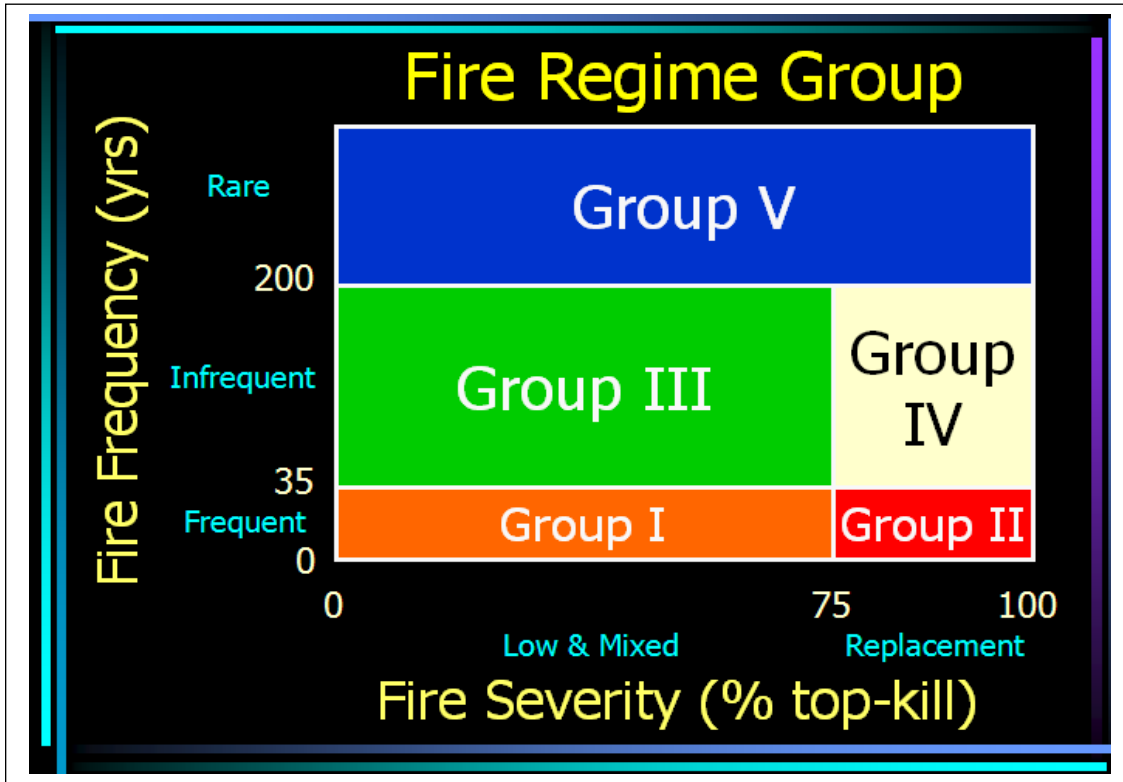 Fire Regime Group
Fire Frequency (yrs)
Rare
Group V
200
Infrequent
Group III
Group
IV
35
Frequent
Group I
Group II
0
0
75
100
Low & Mixed
Replacement
Fire Severity (% top-kill)